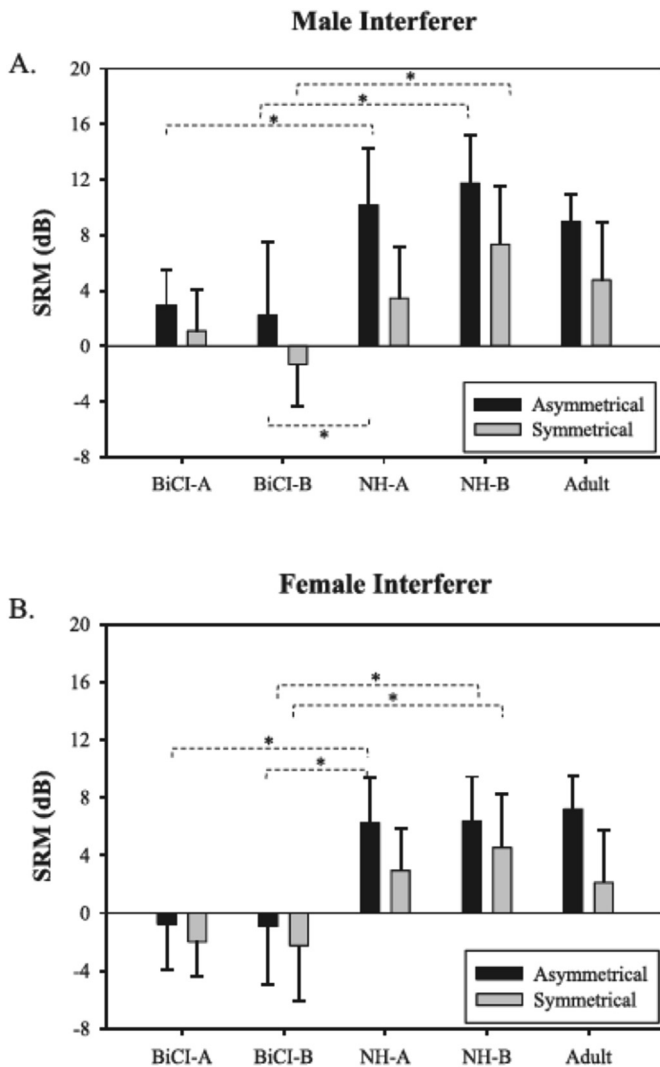 Male Interferer
A.
20
16
12
8
4
0
-4
-8
SRM (dB)
*
*
*
*
Asymmetrical
Symmetrical
BiCI-A BiCI-B NH-A NH-B Adult
Female Interferer
B.
20
16
12
8
4
0
-4
-8
SRM (dB)
*
*
*
*
Asymmetrical
Symmetrical
BiCI-A BiCI-B NH-A NH-B Adult